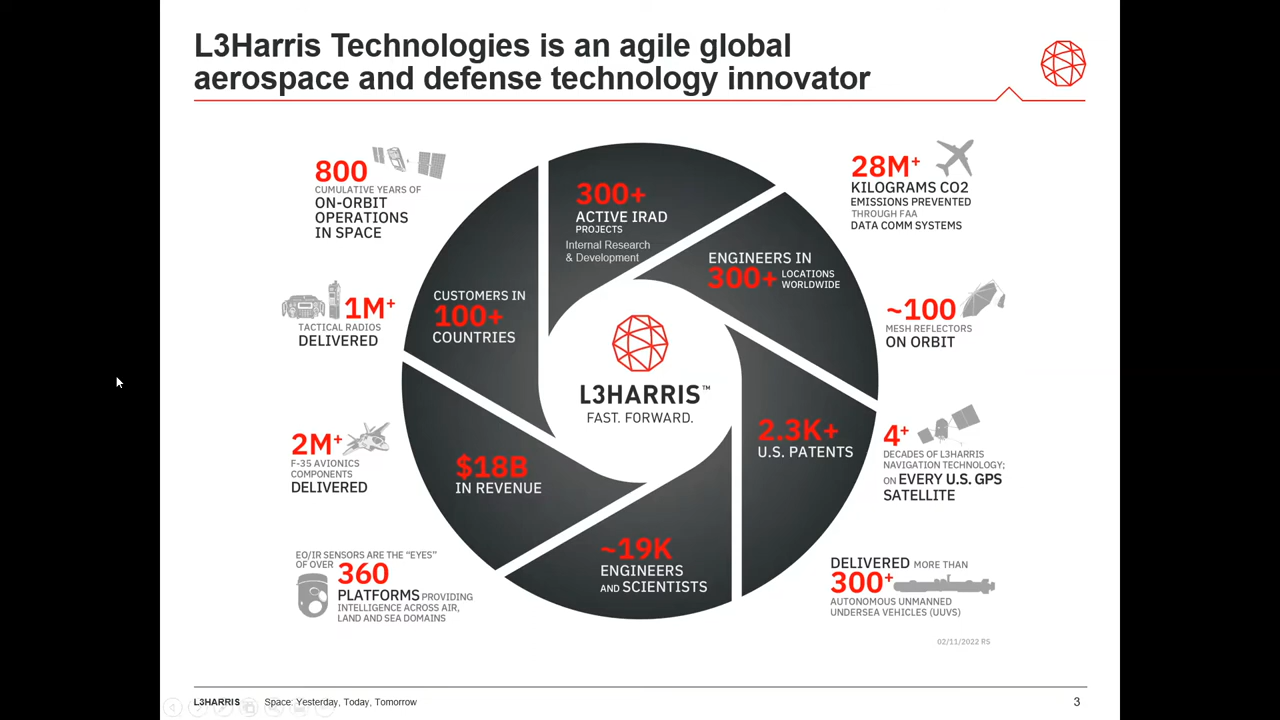 L3Harris Technologies is an agile global
aerospace and defense technology innovator
800
CUMULATIVE YEARS OF
ON-ORBIT
OPERATIONS
IN SPACE
1M+
TACTICAL RADIOS
DELIVERED
2M+
F-35 AVIONICS
COMPONENTS
DELIVERED
EO/IR SENSORS ARE THE “EYES”
OF OVER 360
PLATFORMS PROVIDING
INTELLIGENCE ACROSS AIR,
LAND AND SEA DOMAINS
300+
ACTIVE IRAD
PROJECTS
Internal Research
& Development
ENGINEERS IN
300+ LOCATIONS
WORLDWIDE
CUSTOMERS IN
100+
COUNTRIES
L3HARRIS™
FAST. FORWARD.
2.3K+
U.S. PATENTS
$18B
IN REVENUE
~19K
ENGINEERS
AND SCIENTISTS
28M+
KILOGRAMS CO2
EMISSIONS PREVENTED
THROUGH FAA
DATA COMM SYSTEMS
~100
MESH REFLECTORS
ON ORBIT
4+
DECADES OF L3HARRIS
NAVIGATION TECHNOLOGY;
ON EVERY U.S. GPS
SATELLITE
DELIVERED MORE THAN
300+
AUTONOMOUS UNMANNED
UNDERSEA VEHICLES (UUVS)
02/11/2022 RS
L3HARRIS
Space: Yesterday, Today, Tomorrow
3